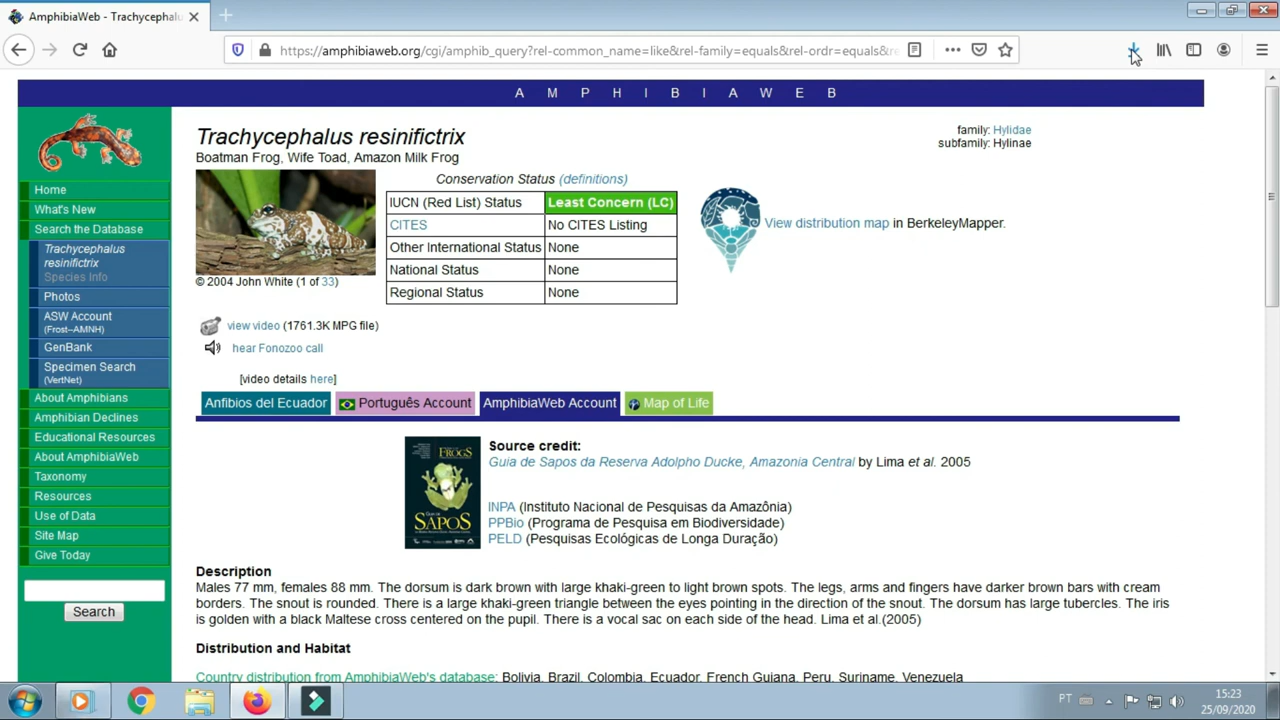 AmphibiaWeb - Trachycephalu
https://amphibiaweb.org/cgi/amphib_query?rel-common_name=like&rel-family=equals&rel-ordr=equals&
A M P H I B I A W E B
Trachycephalus resinifictrix
Boatman Frog, Wife Toad, Amazon Milk Frog
family: Hylidae
subfamily: Hylinae
Conservation Status (definitions)
IUCN (Red List) Status Least Concern (LC)
CITES No CITES Listing
Other International Status None
National Status None
Regional Status None
© 2004 John White (1 of 33)
View distribution map in BerkeleyMapper.
view video (1761.3K MPG file)
hear Fonozoo call
[video details here]
Anfibios del Ecuador Português Account AmphibiaWeb Account Map of Life
Home
What's New
Search the Database
Trachycephalus
resinifictrix
Species Info
Photos
ASW Account
(Frost--AMNH)
GenBank
Specimen Search
(VertNet)
About Amphibians
Amphibian Declines
Educational Resources
About AmphibiaWeb
Taxonomy
Resources
Use of Data
Site Map
Give Today
Search
FROGS
GUIA DE
SAPOS
Source credit:
Guia de Sapos da Reserva Adolpho Ducke, Amazonia Central by Lima et al. 2005
INPA (Instituto Nacional de Pesquisas da Amazônia)
PPBio (Programa de Pesquisa em Biodiversidade)
PELD (Pesquisas Ecológicas de Longa Duração)
Description
Males 77 mm, females 88 mm. The dorsum is dark brown with large khaki-green to light brown spots. The legs, arms and fingers have darker brown bars with cream
borders. The snout is rounded. There is a large khaki-green triangle between the eyes pointing in the direction of the snout. The dorsum has large tubercles. The iris
is golden with a black Maltese cross centered on the pupil. There is a vocal sac on each side of the head. Lima et al.(2005)
Distribution and Habitat
Country distribution from AmphibiaWeb's database: Bolivia, Brazil, Colombia, Ecuador, French Guiana, Peru, Suriname, Venezuela
PT
15:23
25/09/2020